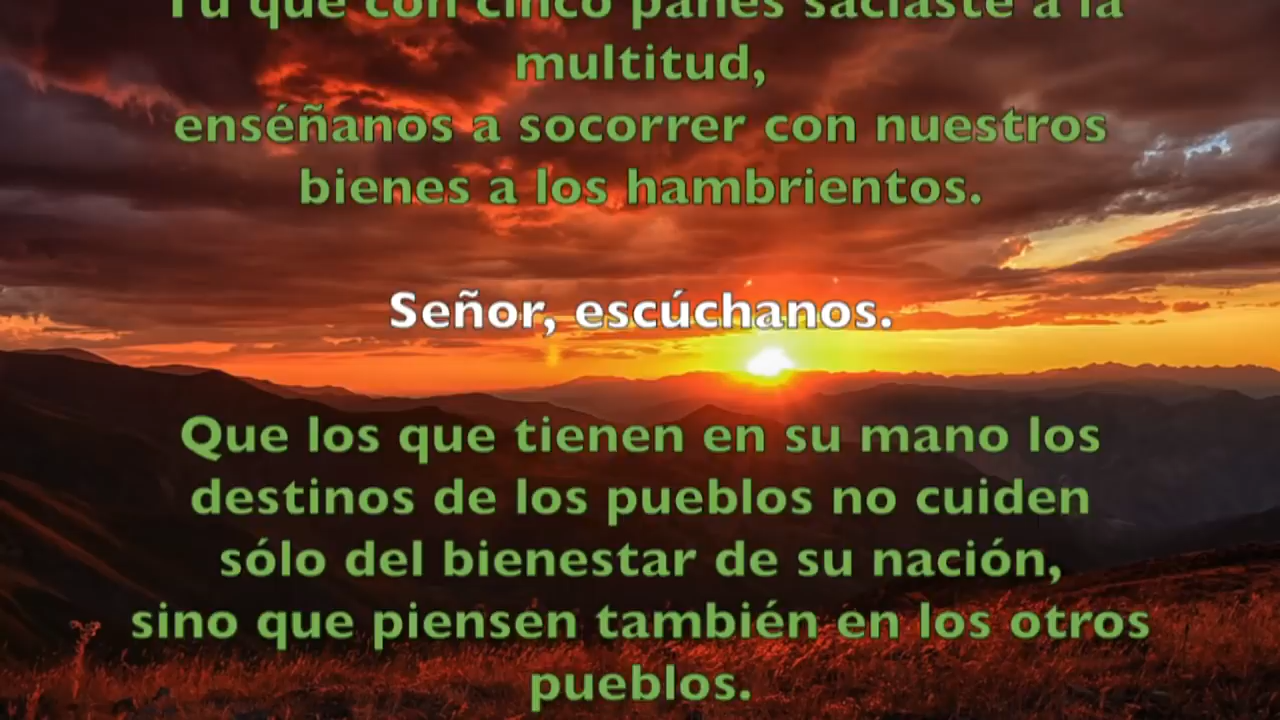 Tú que con cinco panes saciaste a la
multitud,
enséñanos a socorrer con nuestros
bienes a los hambrientos.
Señor, escúchanos.
Que los que tienen en su mano los
destinos de los pueblos no cuiden
sólo del bienestar de su nación,
sino que piensen también en los otros
pueblos.